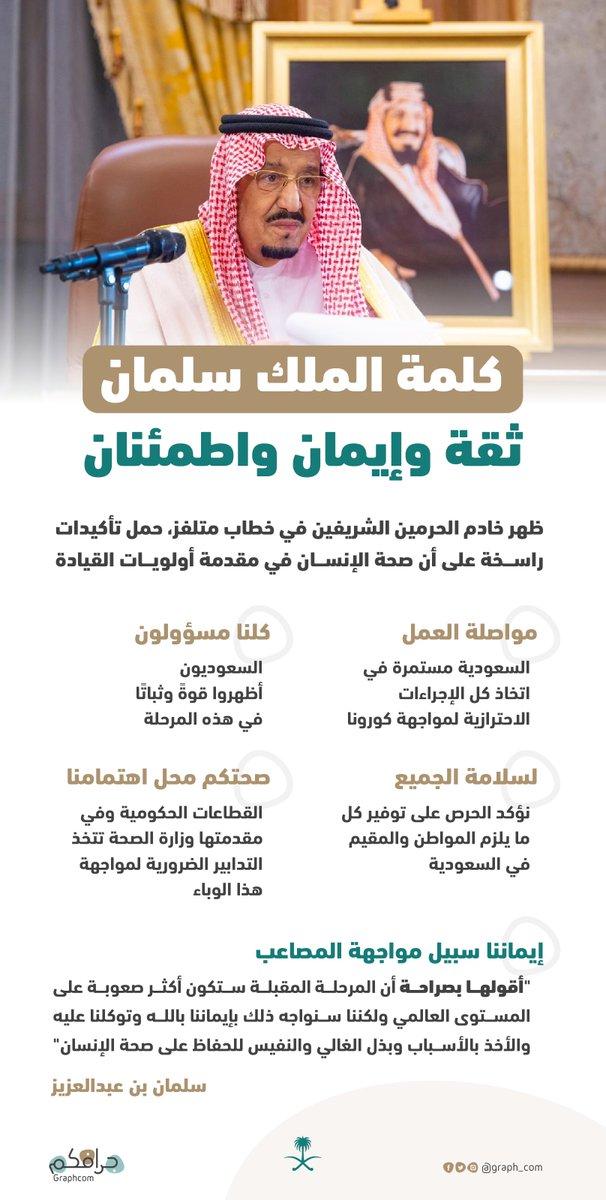 كلمة الملك سلمان
ثقة وإيمان واطمئنان
ظهر خادم الحرمين الشريفين في خطاب متلفز، حمل تأكيدات
راسخة على أن صحة الإنسان في مقدمة أولويات القيادة
مواصلة العمل
السعودية مستمرة في
اتخاذ كل الإجراءات
الاحترازية لمواجهة كورونا
كلنا مسؤولون
السعوديون
أظهروا قوةً وثباتًا
في هذه المرحلة
لسلامة الجميع
نؤكد الحرص على توفير كل
ما يلزم المواطن والمقيم
في السعودية
صحتكم محل اهتمامنا
القطاعات الحكومية وفي
مقدمتها وزارة الصحة تتخذ
التدابير الضرورية لمواجهة
هذا الوباء
إيماننا سبيل مواجهة المصاعب
"أقولها بصراحة أن المرحلة المقبلة ستكون أكثر صعوبة على
المستوى العالمي ولكننا سنواجه ذلك بإيماننا بالله وتوكلنا عليه
والأخذ بالأسباب وبذل الغالي والنفيس للحفاظ على صحة الإنسان"
سلمان بن عبدالعزيز
جرافكم
Graphcom
@graph_com